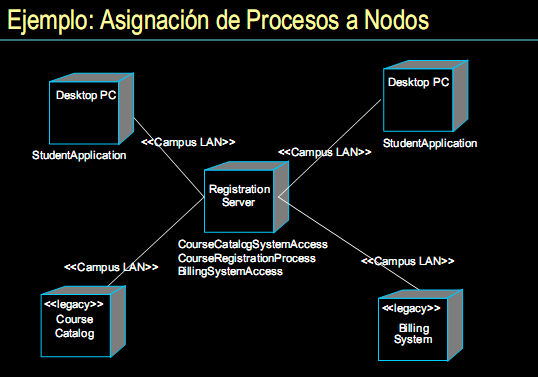 Ejemplo: Asignación de Procesos a Nodos
Desktop PC
StudentApplication
Desktop PC
StudentApplication
<<Campus LAN>>
<<Campus LAN>>
Registration
Server
CourseCatalogSystemAccess
CourseRegistrationProcess
BillingSystemAccess
<<Campus LAN>>
<<Campus LAN>>
<<legacy>>
Course
Catalog
<<legacy>>
Billing
System